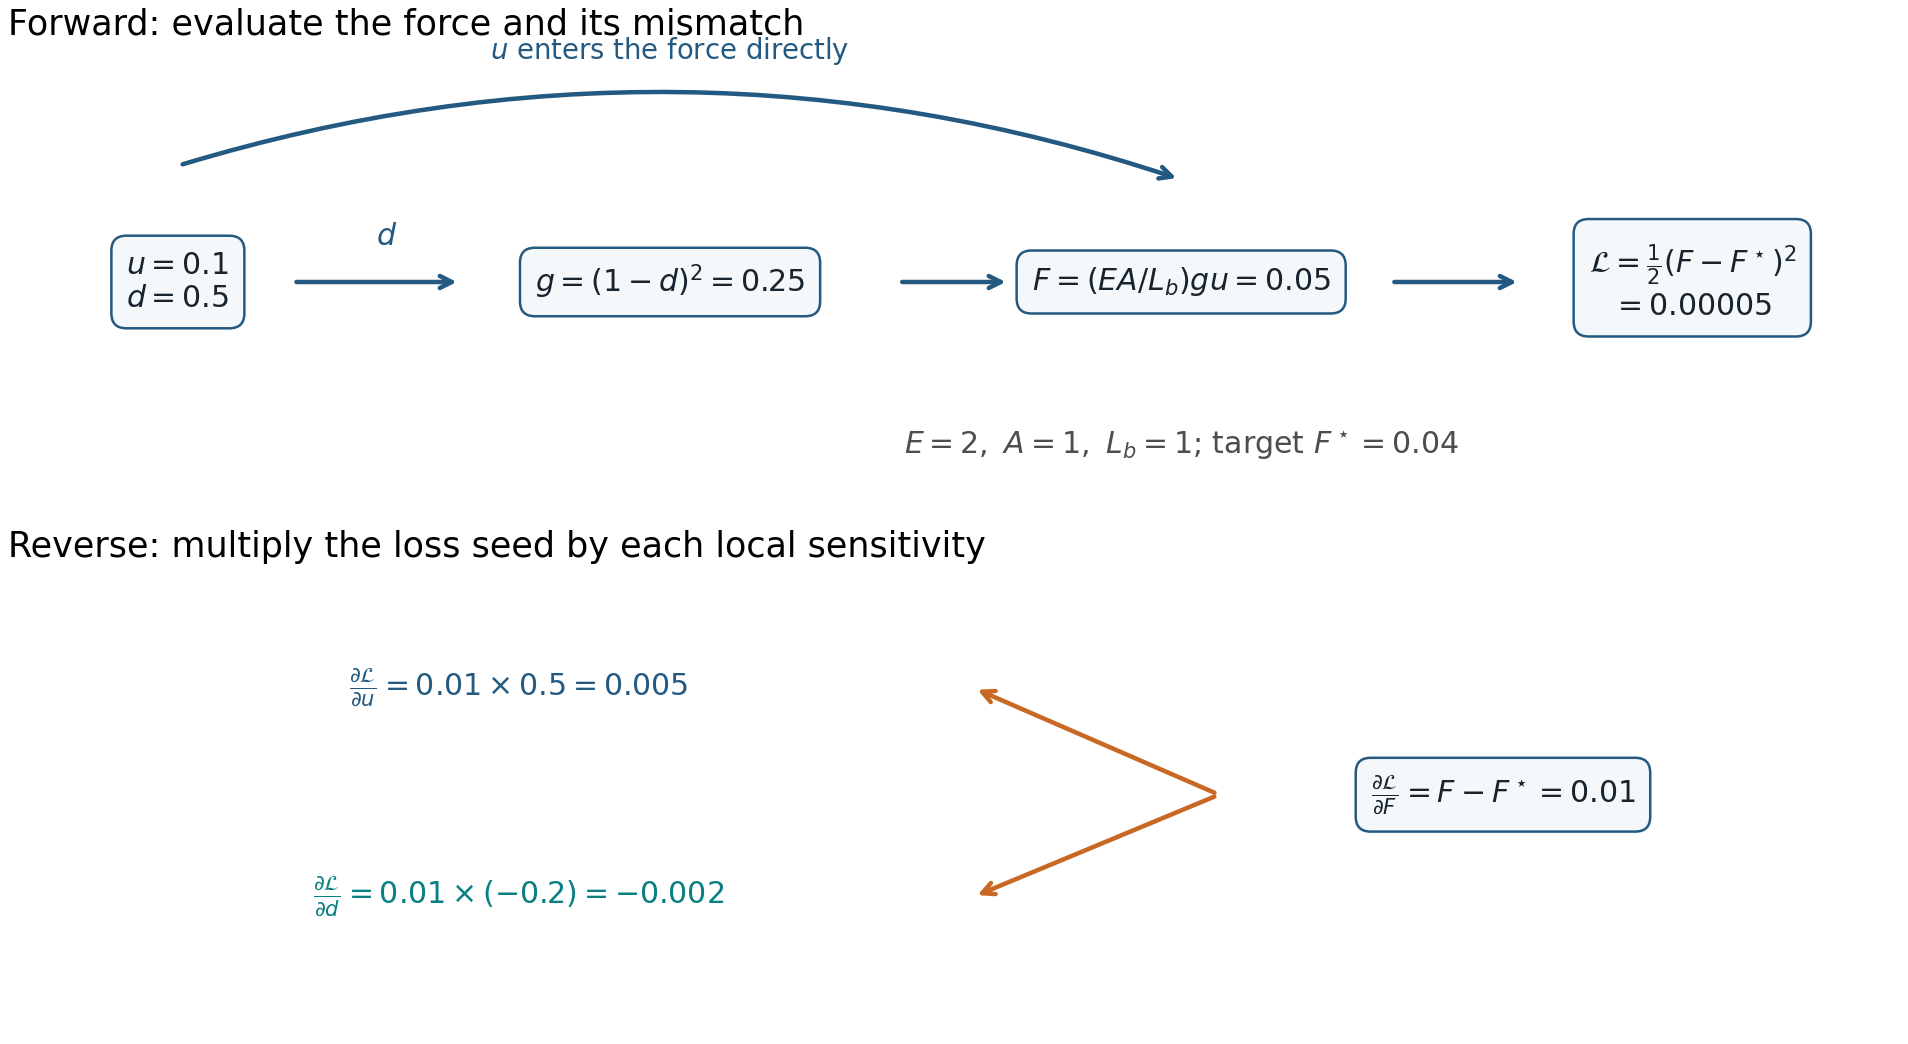 Forward: evaluate the force and its mismatch
u enters the force directly
d
u = 0.1
d = 0.5
g = (1 − d)² = 0.25
F = (EA/L_b)gu = 0.05
ℒ = ½(F − F⋆)²
= 0.00005
E = 2, A = 1, L_b = 1; target F⋆ = 0.04
Reverse: multiply the loss seed by each local sensitivity
∂ℒ/∂u = 0.01 × 0.5 = 0.005
∂ℒ/∂F = F − F⋆ = 0.01
∂ℒ/∂d = 0.01 × (−0.2) = −0.002